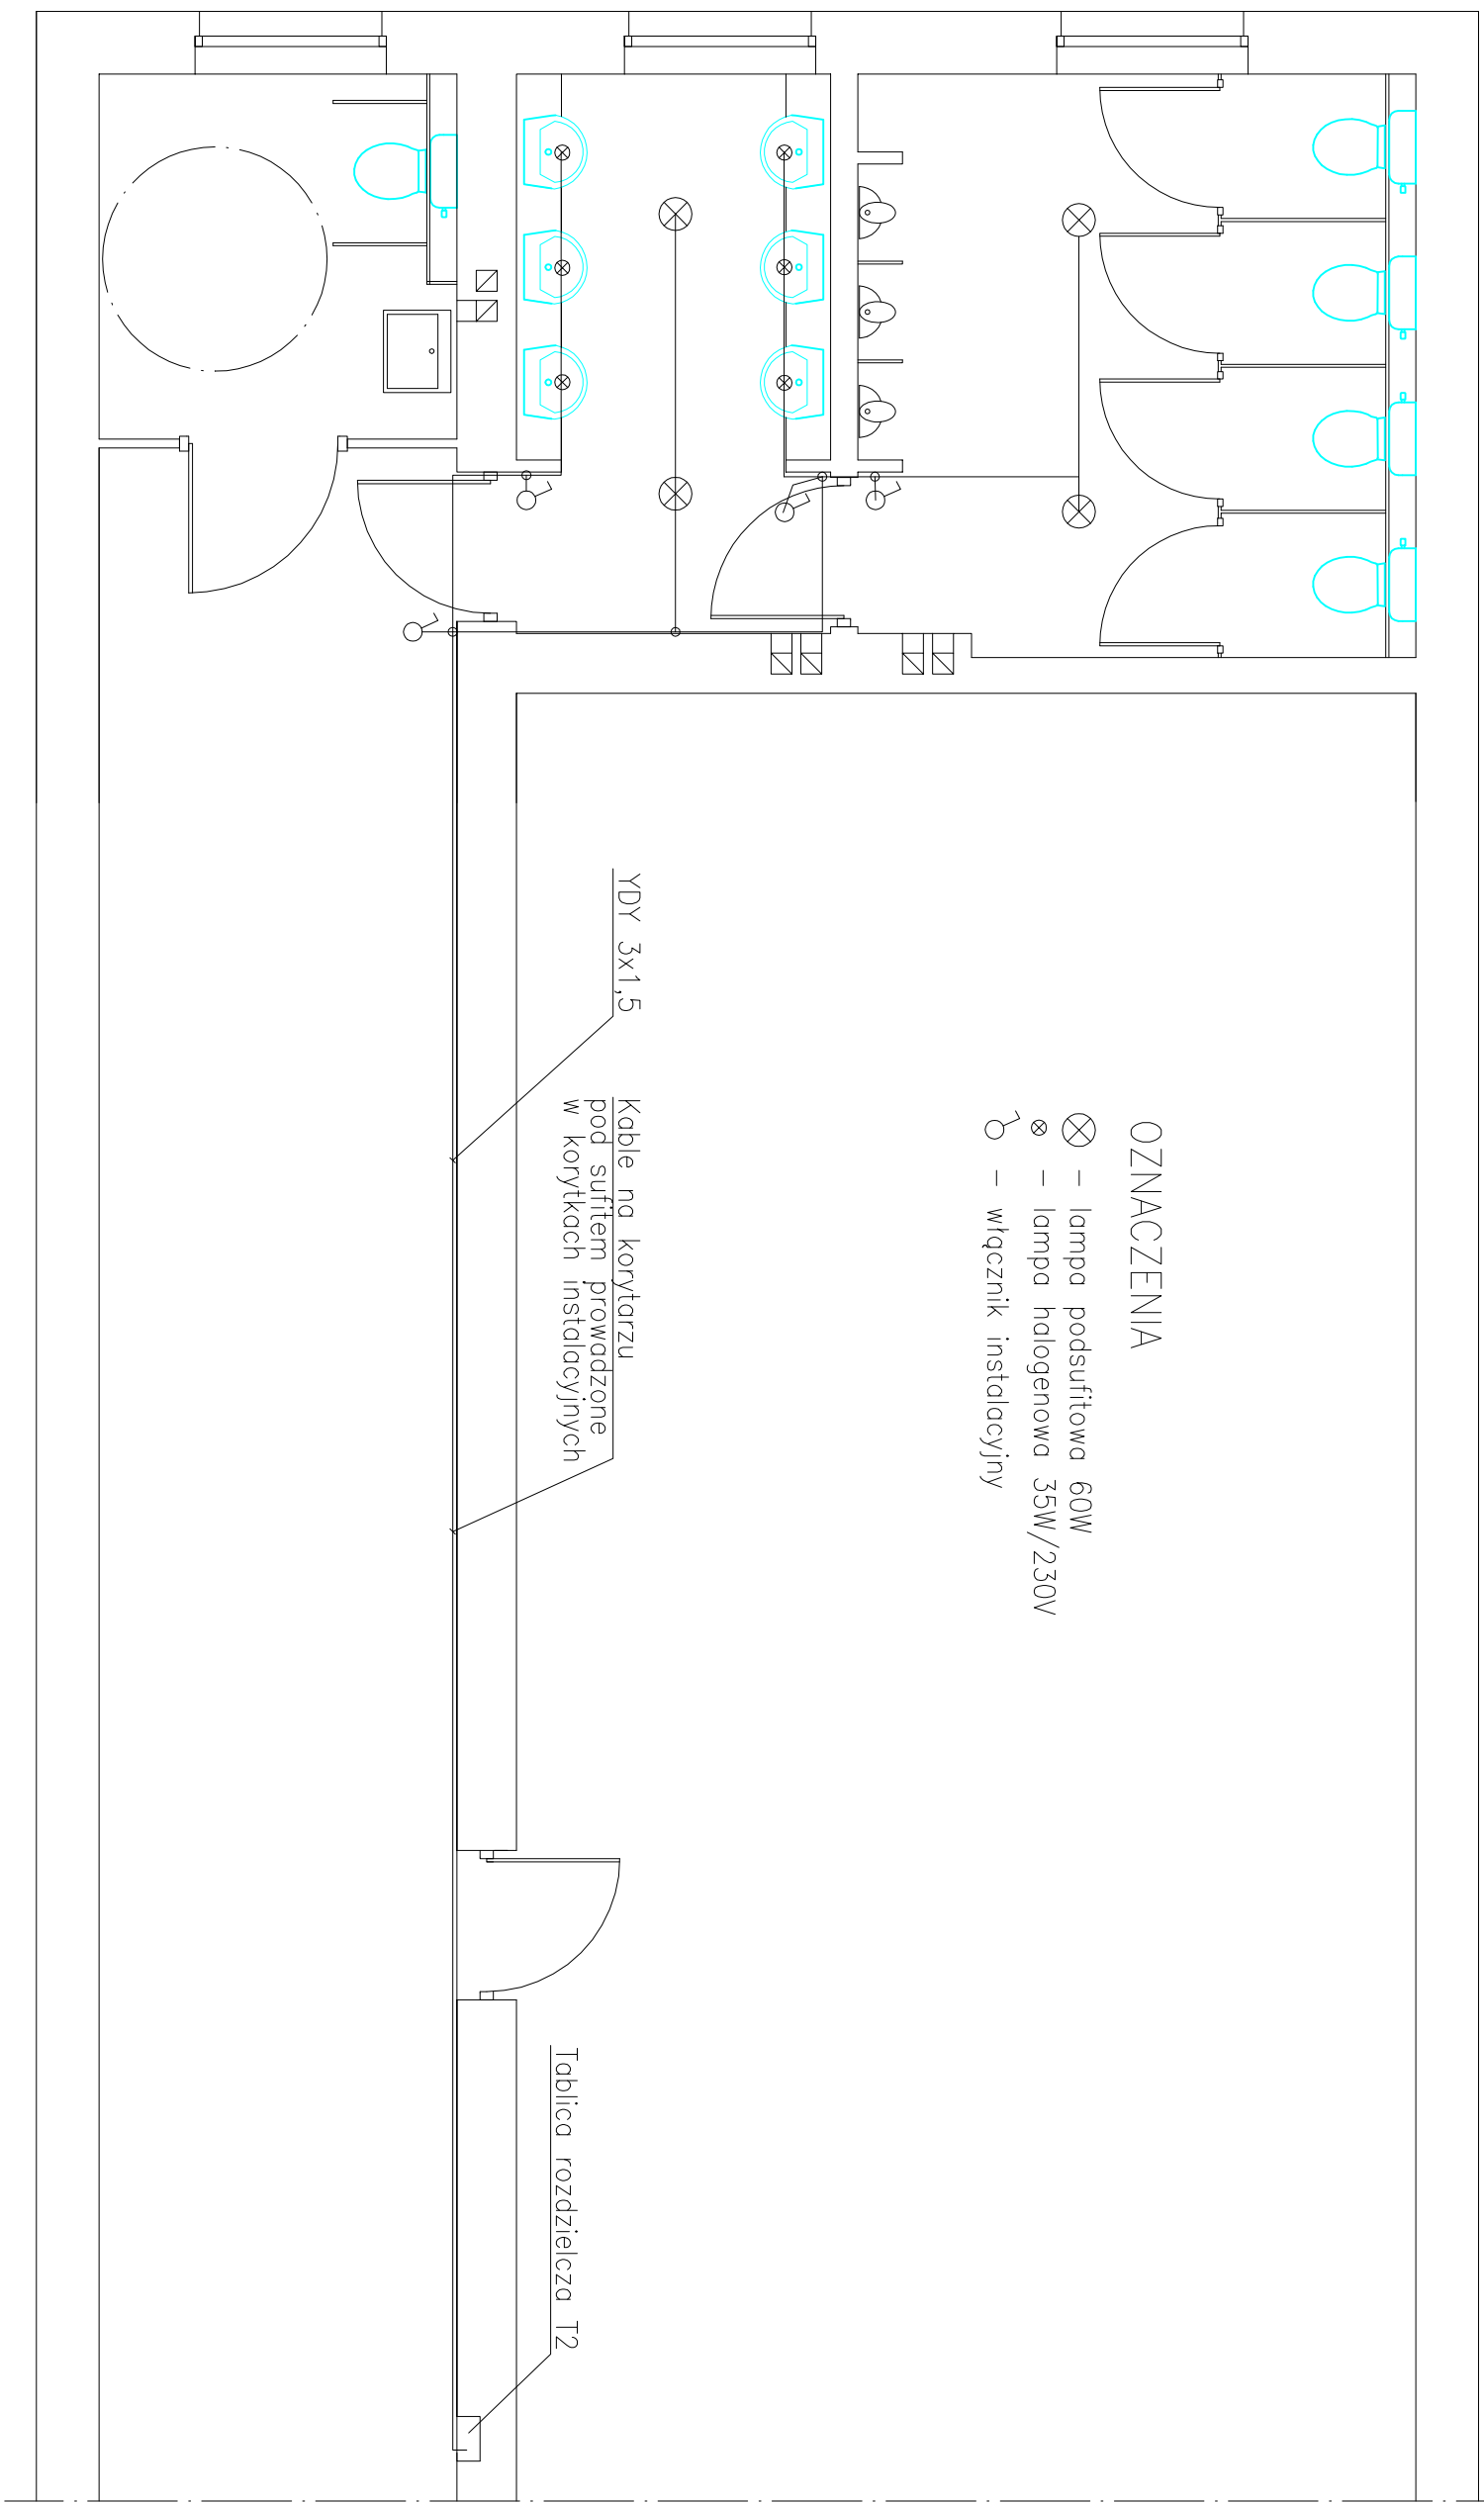 YDY 3x1,5
Kable na korytarzu
pod sufitem prowadzone
w korytkach instalacyjnych
OZNACZENIA
- lampa podsufitowa 60W
- lampa halogenowa 35W/230V
- włącznik instalacyjny
Tablica rozdzielcza T2